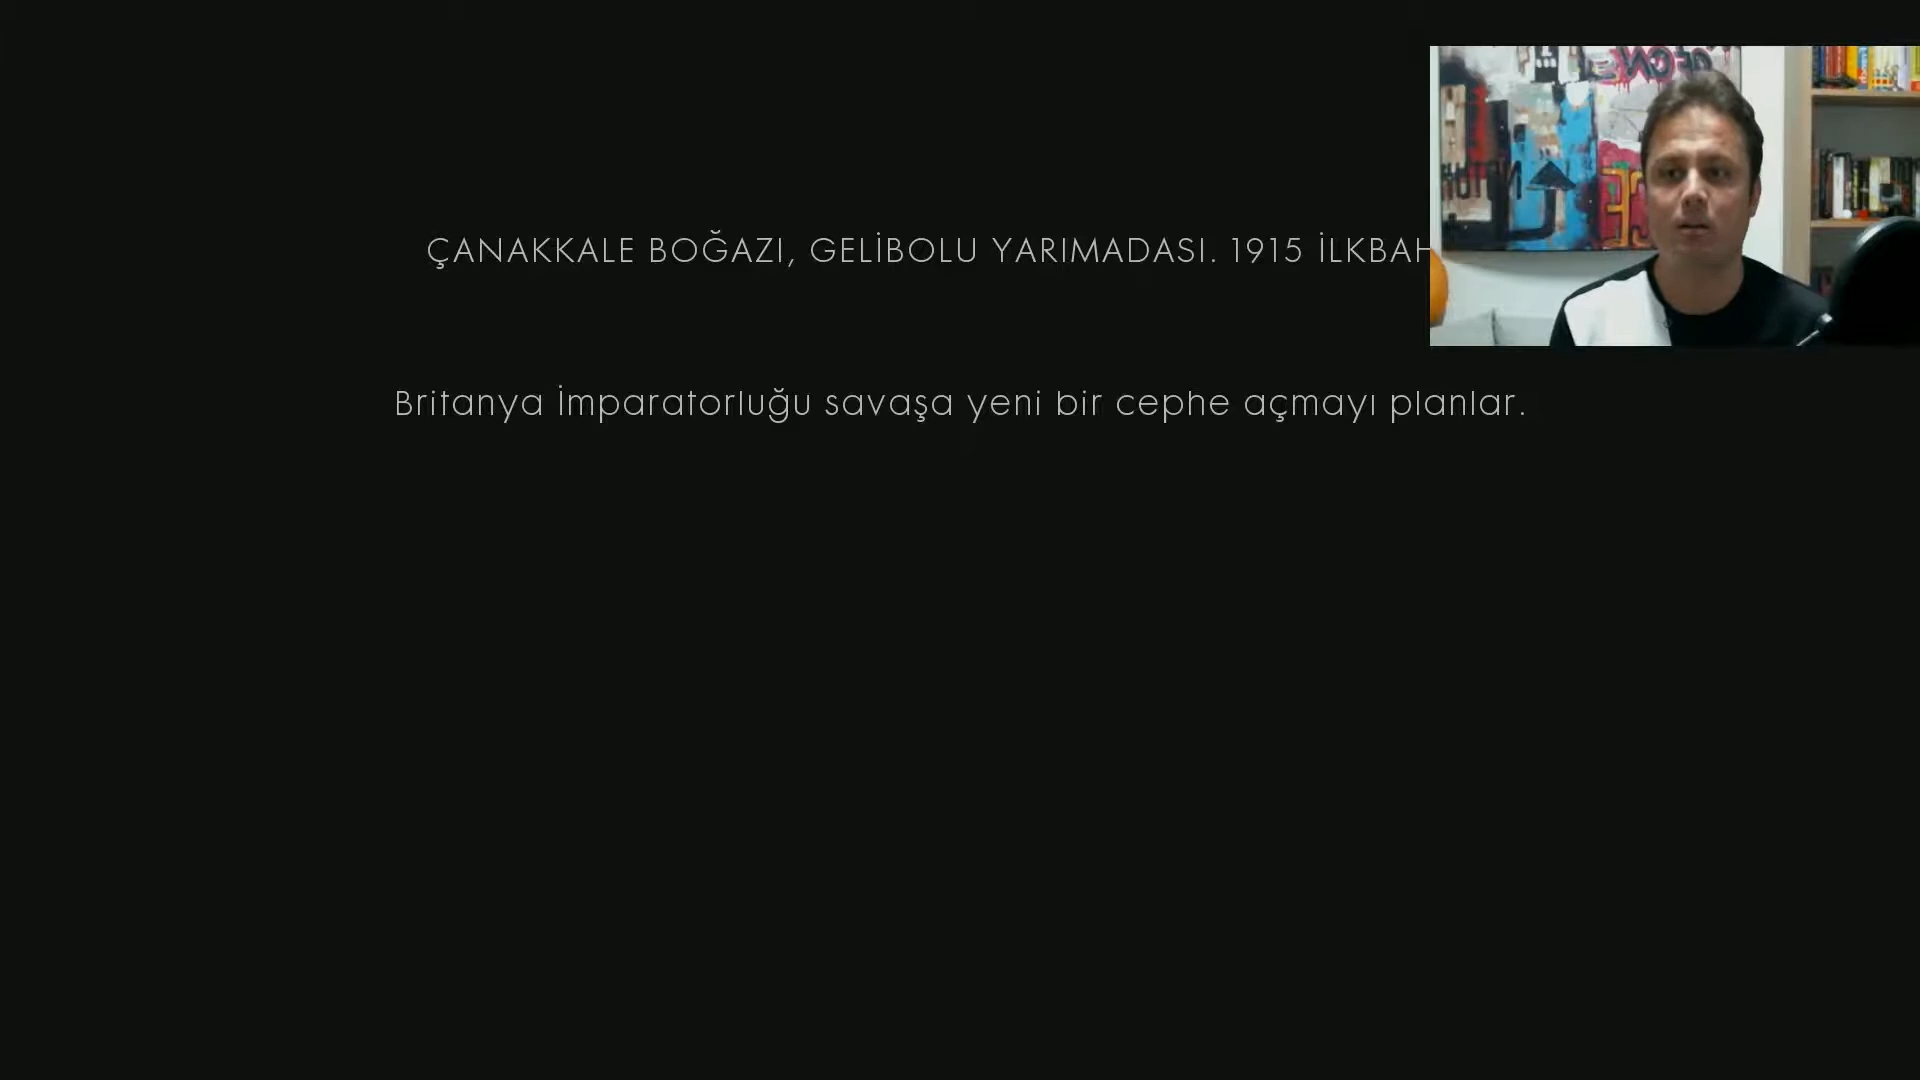 ÇANAKKALE BOĞAZI, GELİBOLU YARIMADASI. 1915 İLKBAH
Britanya İmparatorluğu savaşa yeni bir cephe açmayı planlar.